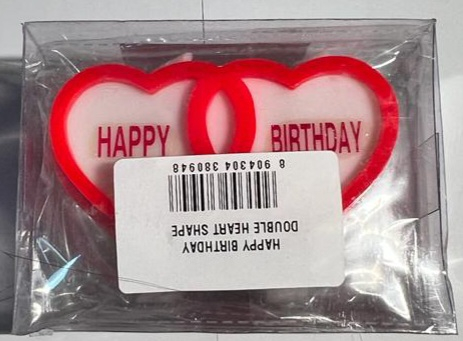 HAPPY BIRTHDAY
HAPPY BIRTHDAY
DOUBLE HEART SHAPE
8 904304 380948